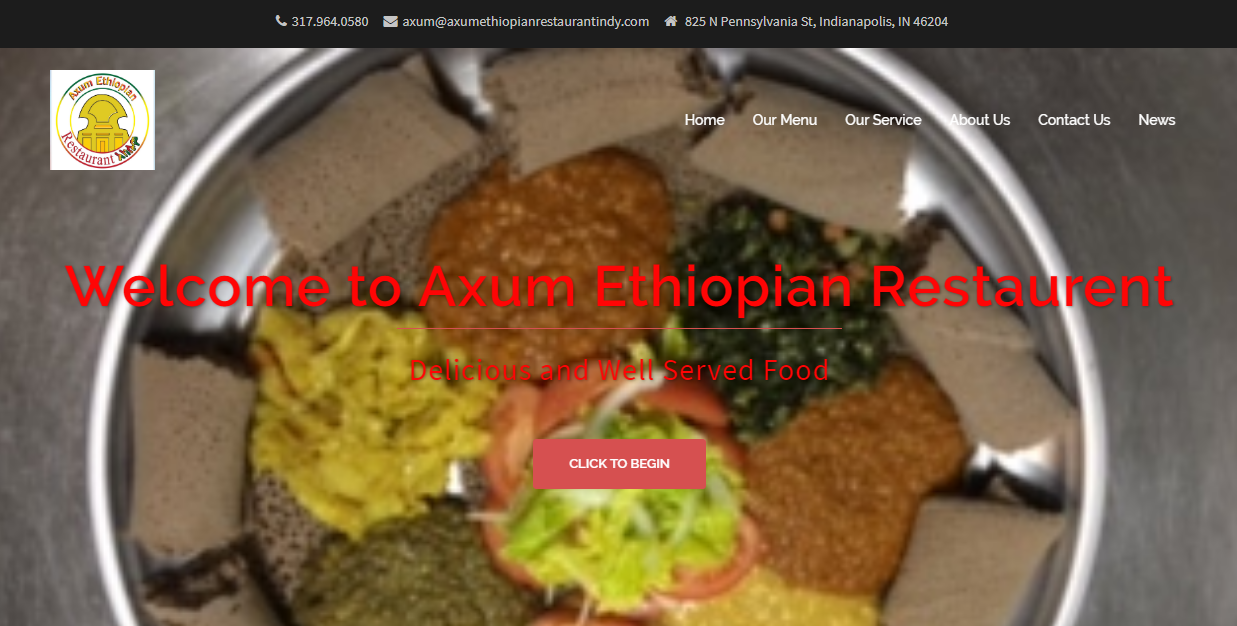 317.964.0580 axum@axumethiopianrestaurantindy.com 825 N Pennsylvania St, Indianapolis, IN 46204
Axum Ethiopian
Restaurant
Home Our Menu Our Service About Us Contact Us News
Welcome to Axum Ethiopian Restaurent
Delicious and Well Served Food
CLICK TO BEGIN